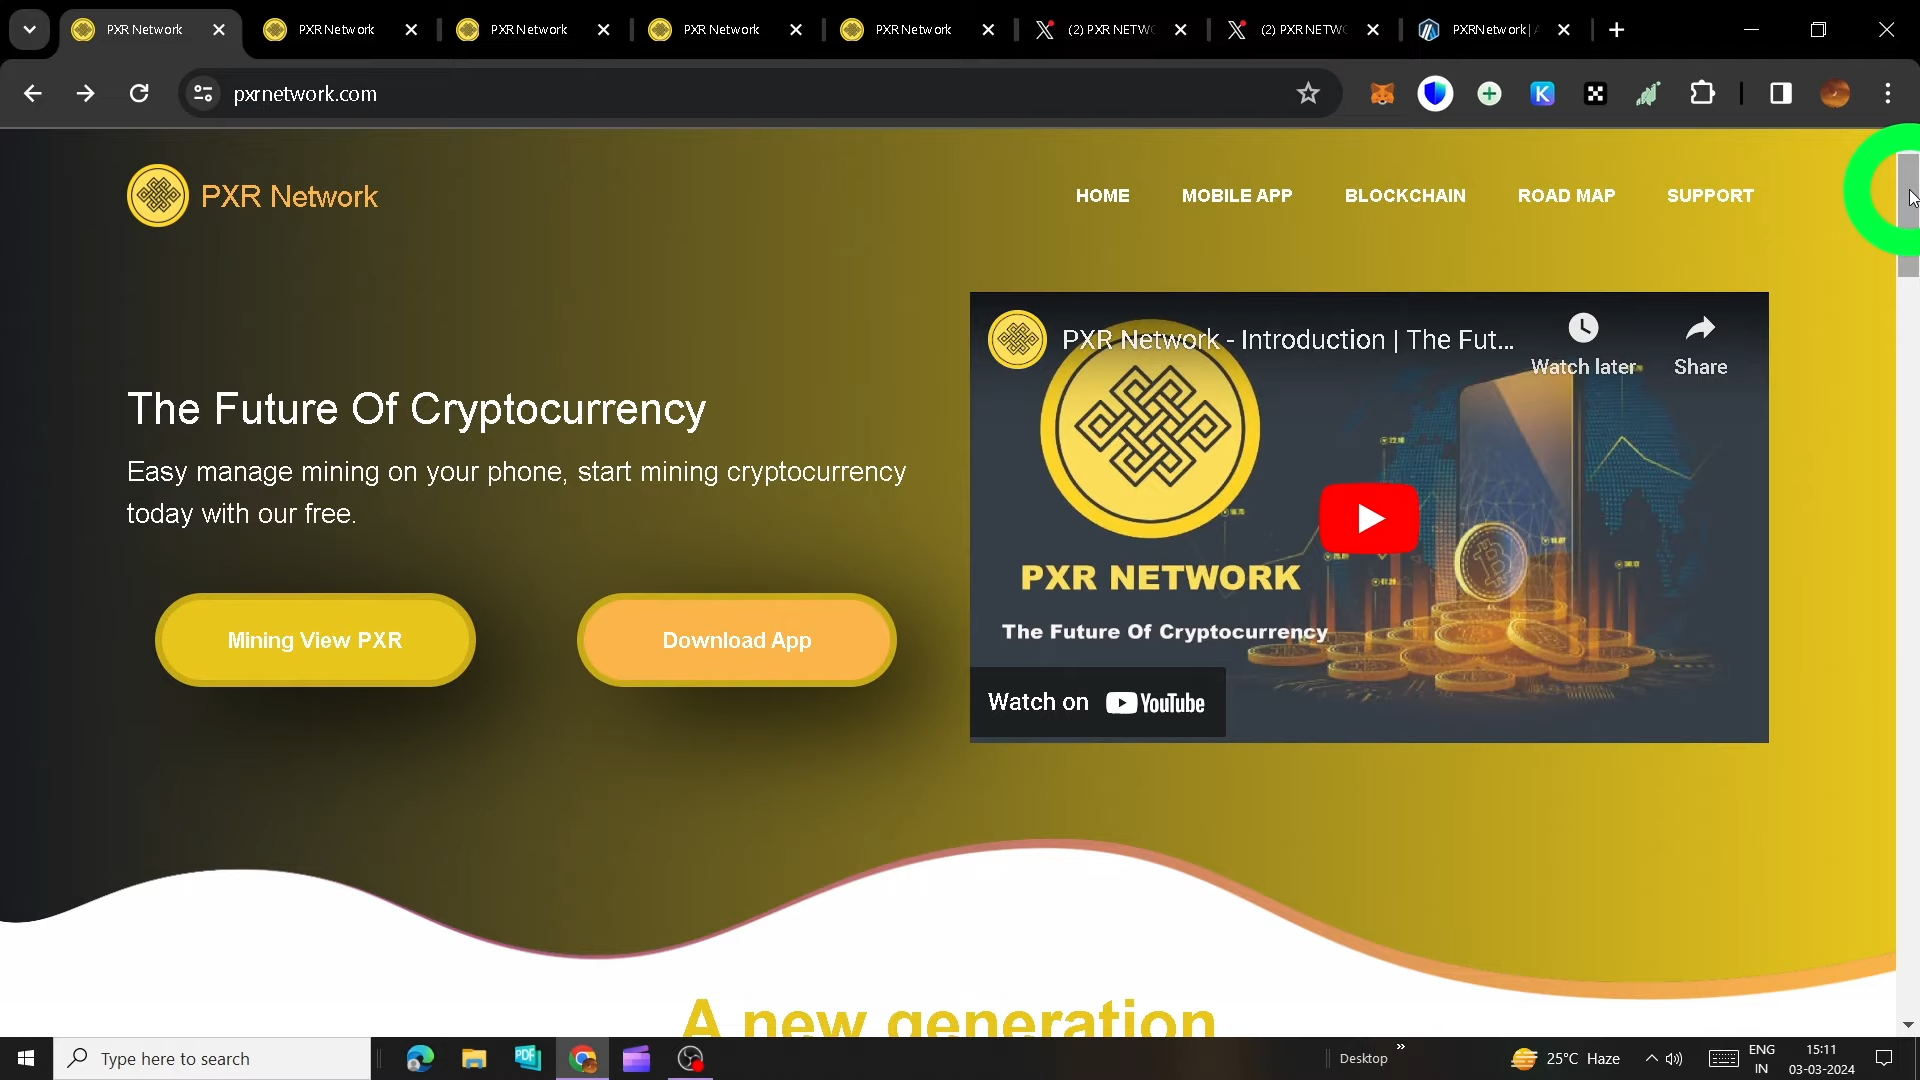 PXR Network
PXR Network
PXR Network
PXR Network
PXR Network
(2) PXR NETWO
(2) PXR NETWO
PXRNetwork | A
pxrnetwork.com
PXR Network
HOME
MOBILE APP
BLOCKCHAIN
ROAD MAP
SUPPORT
PXR Network - Introduction | The Fut...
Watch later
Share
The Future Of Cryptocurrency
Easy manage mining on your phone, start mining cryptocurrency
today with our free.
Mining View PXR
Download App
PXR NETWORK
The Future Of Cryptocurrency
Watch on YouTube
A new generation
Type here to search
Desktop
25°C Haze
ENG
IN
15:11
03-03-2024